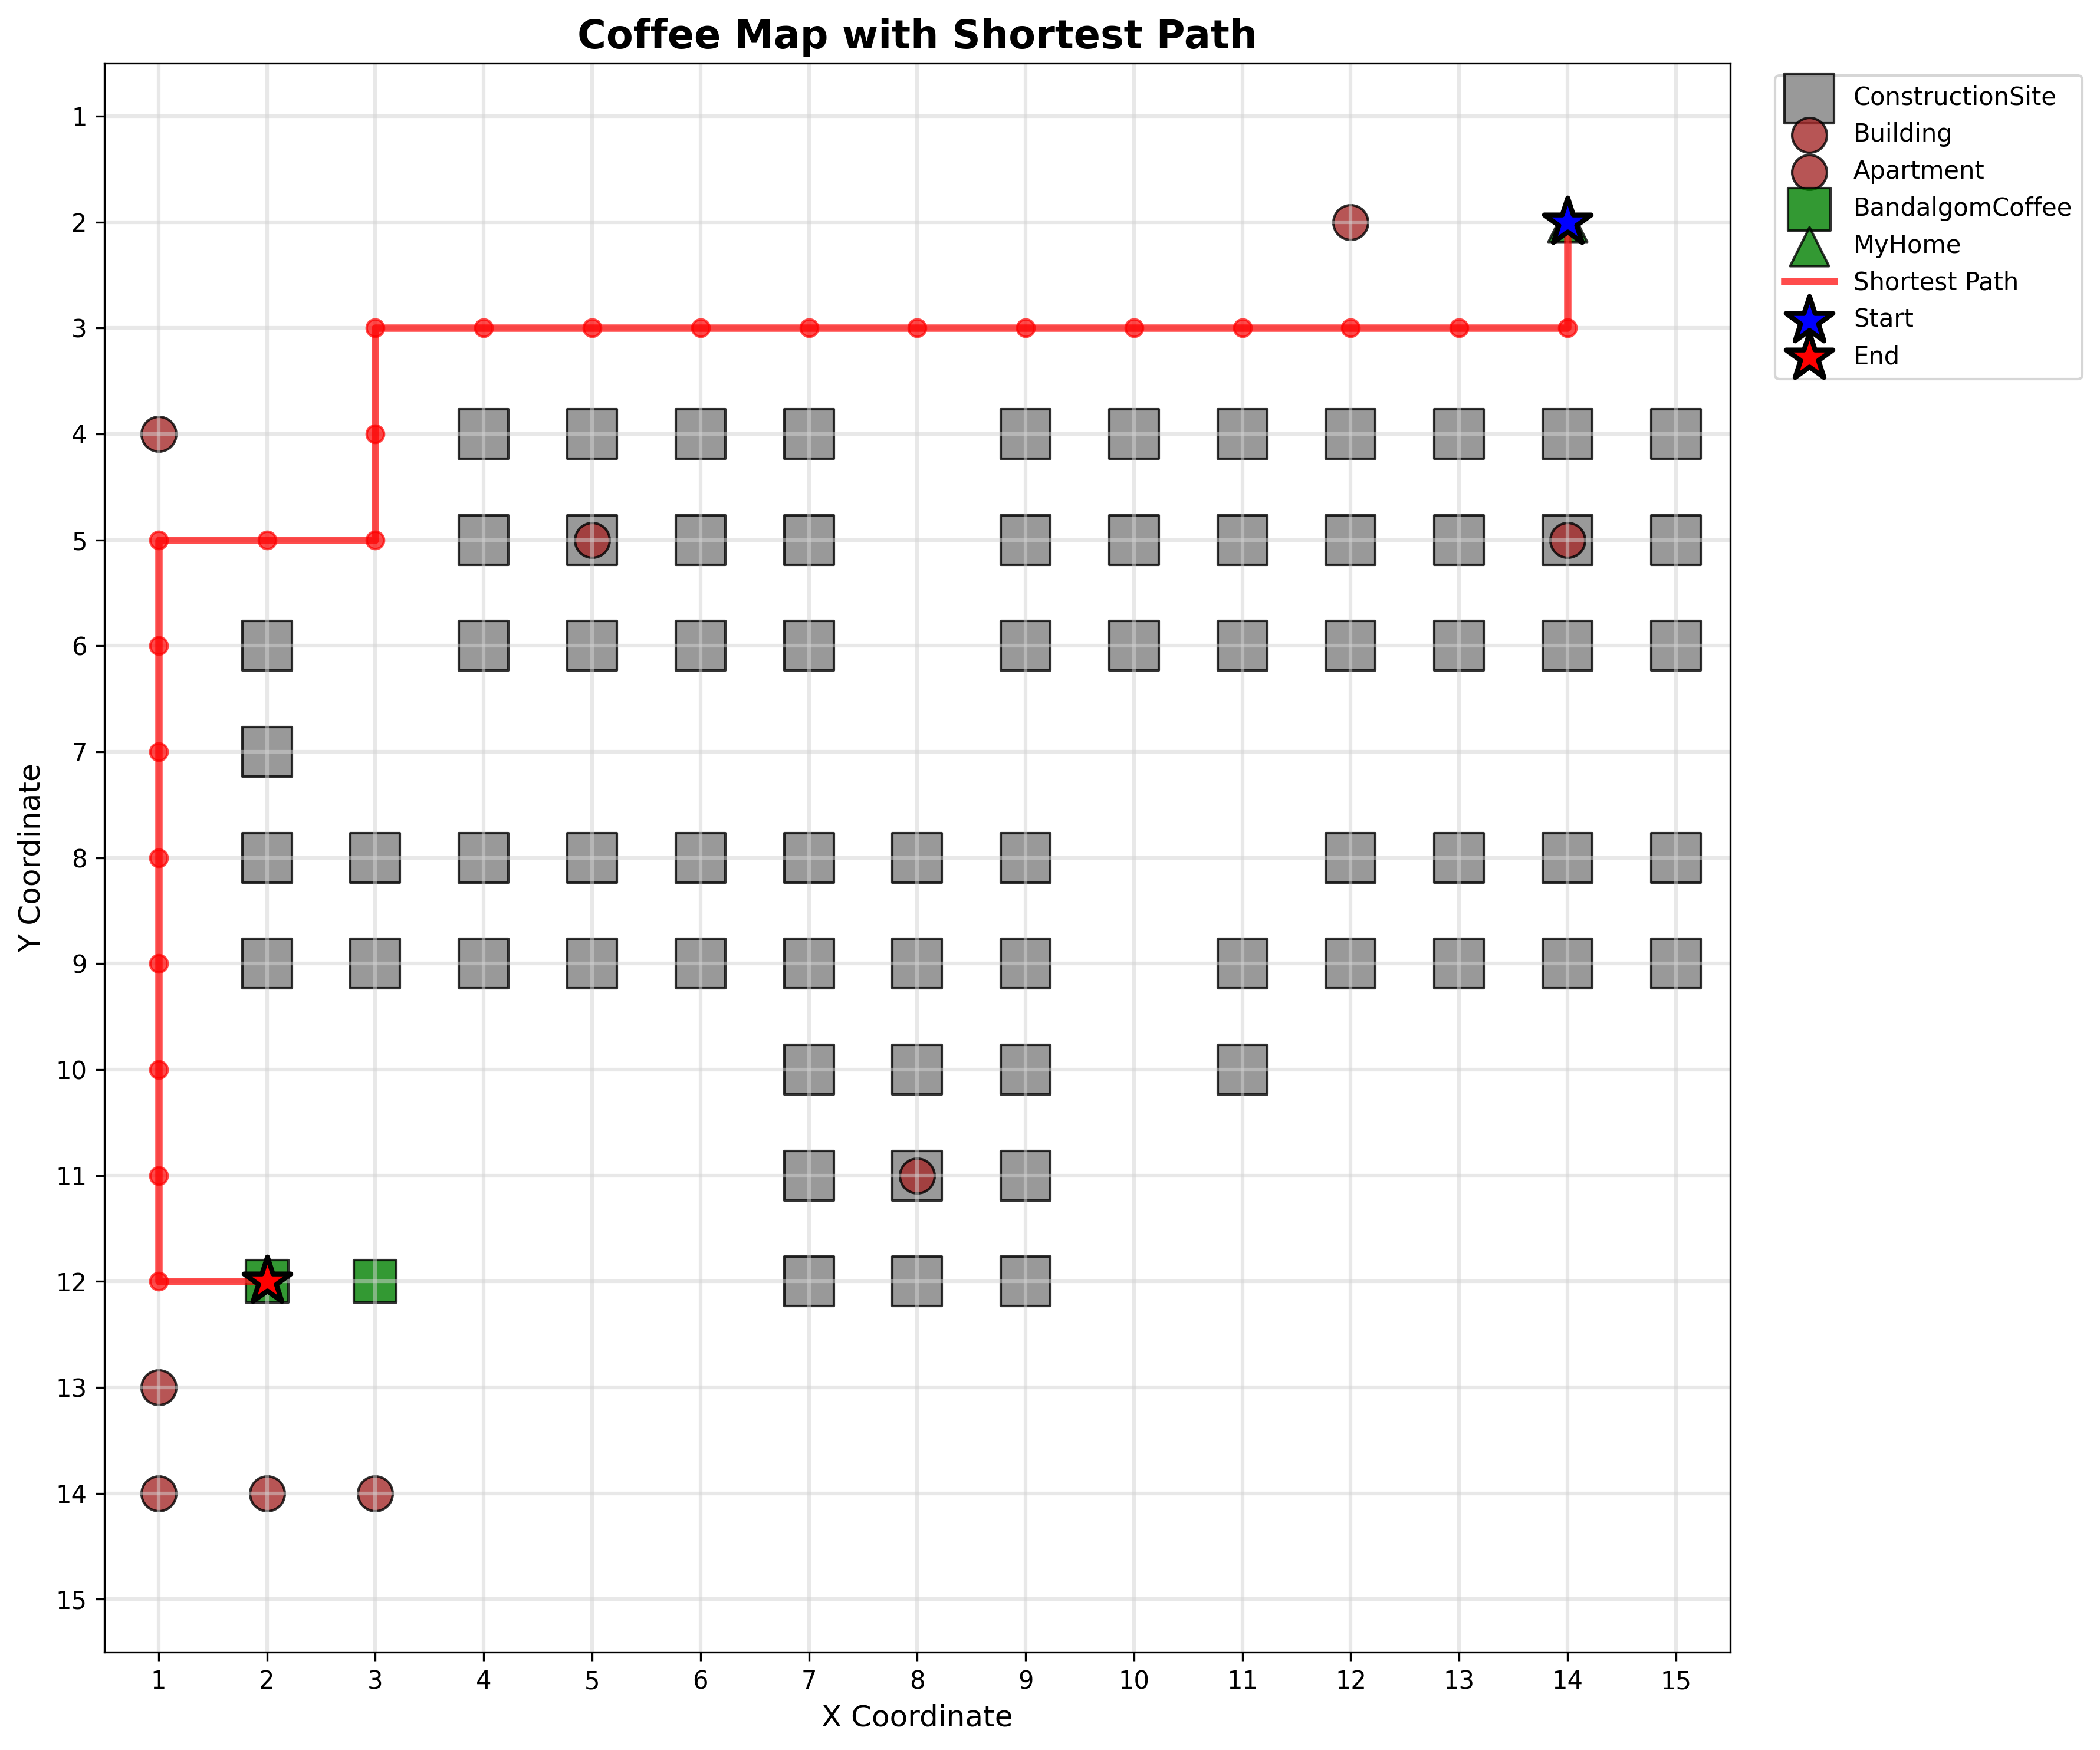 Coffee Map with Shortest Path
ConstructionSite
Building
Apartment
BandalgomCoffee
MyHome
Shortest Path
Start
End
1
2
3
4
5
6
7
8
9
10
11
12
13
14
15
Y Coordinate
1 2 3 4 5 6 7 8 9 10 11 12 13 14 15
X Coordinate